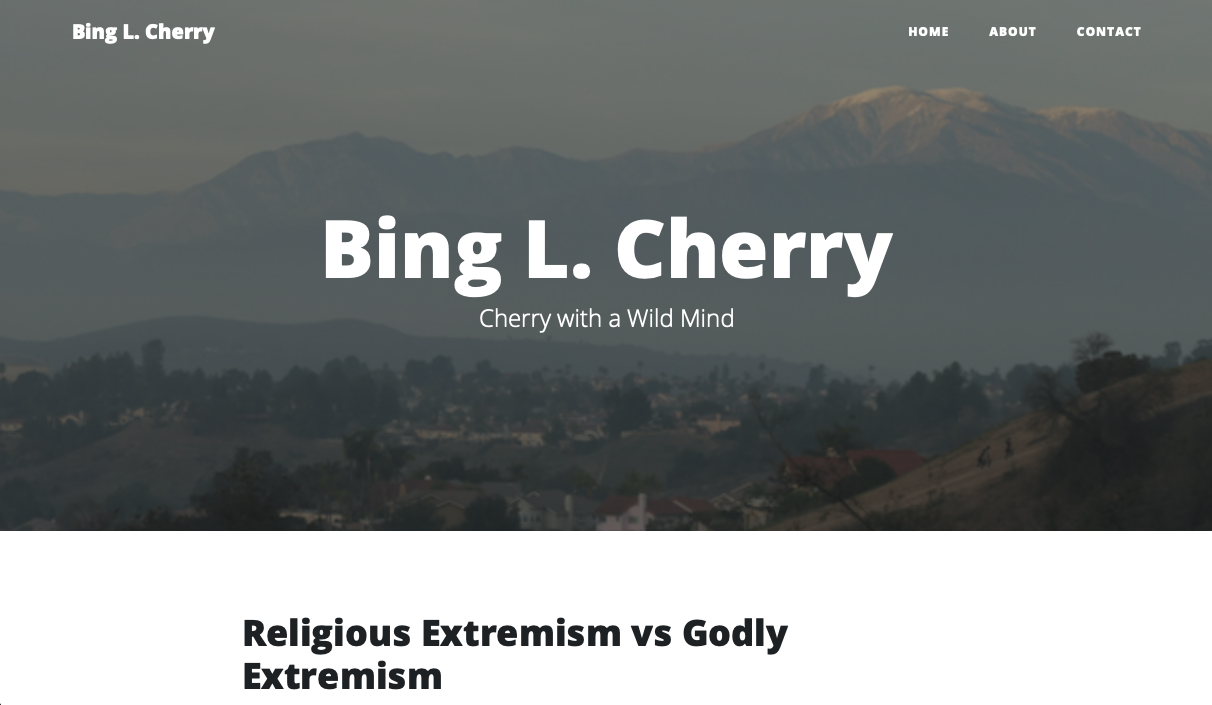 Bing L. Cherry
HOME ABOUT CONTACT
Bing L. Cherry
Cherry with a Wild Mind
Religious Extremism vs Godly
Extremism